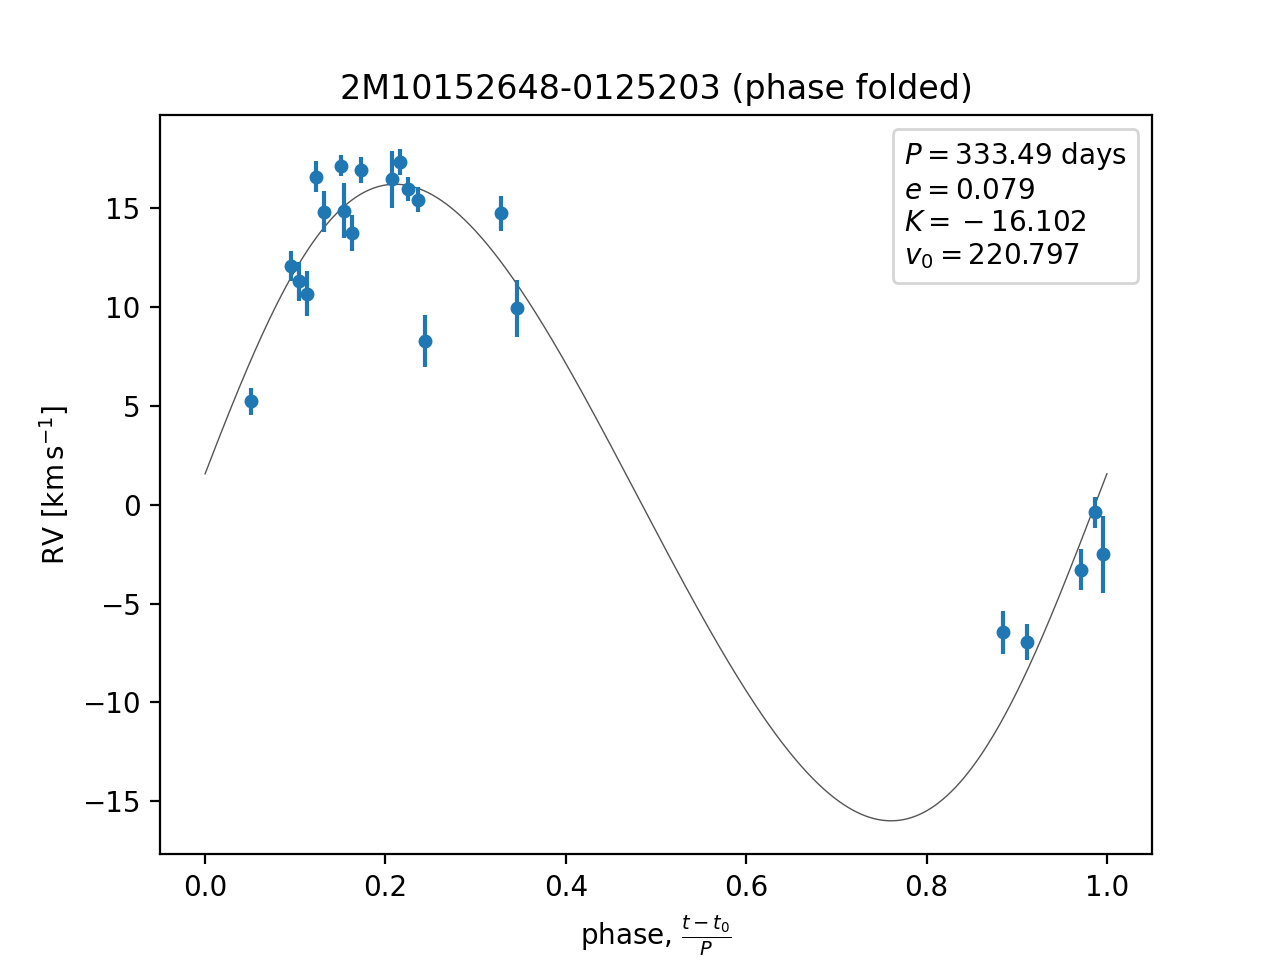 2M10152648-0125203 (phase folded)
P = 333.49 days
e = 0.079
K = −16.102
v₀ = 220.797
15
10
5
0
−5
−10
−15
RV [km s⁻¹]
0.0 0.2 0.4 0.6 0.8 1.0
phase, (t − t₀)/P